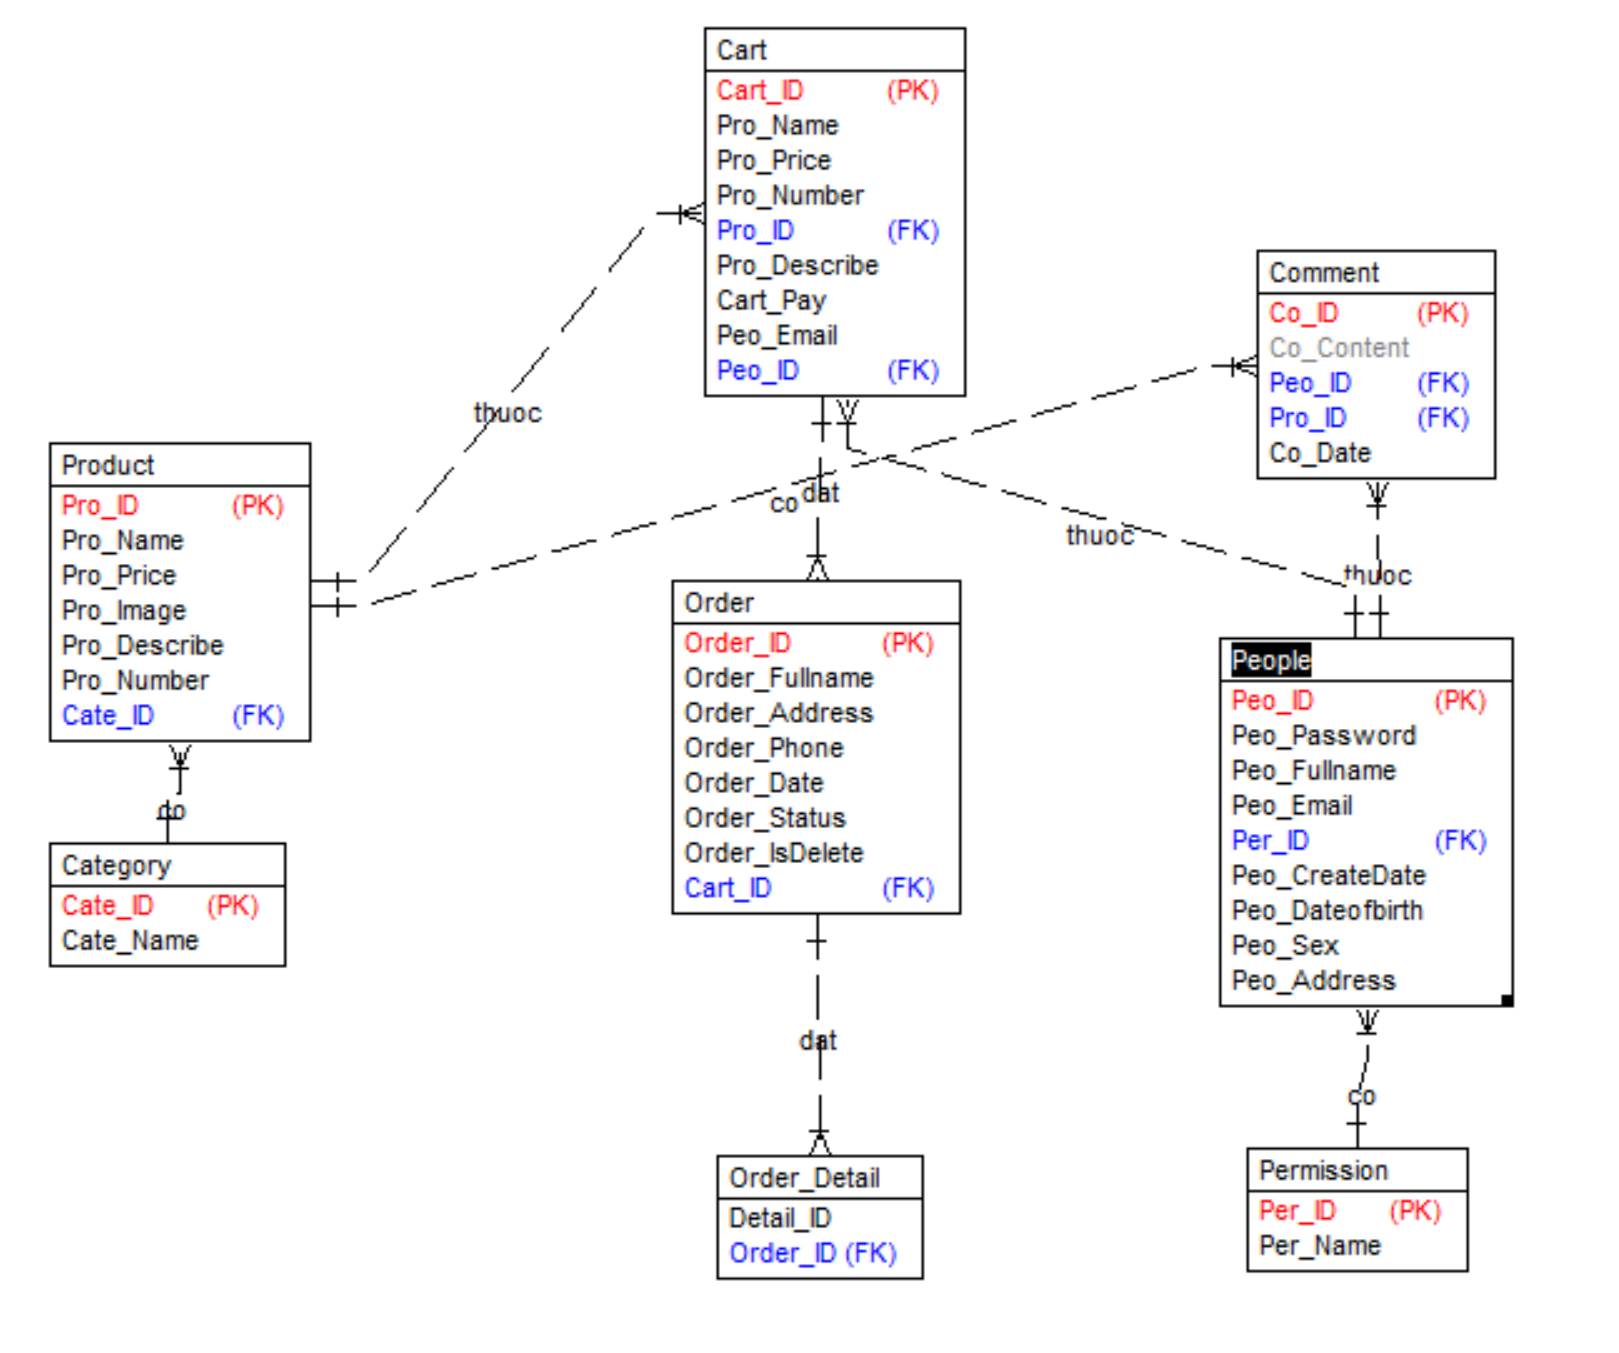 Cart
Cart_ID (PK)
Pro_Name
Pro_Price
Pro_Number
Pro_ID (FK)
Pro_Describe
Cart_Pay
Peo_Email
Peo_ID (FK)
Comment
Co_ID (PK)
Co_Content
Peo_ID (FK)
Pro_ID (FK)
Co_Date
thuoc
Product
Pro_ID (PK)
Pro_Name
Pro_Price
Pro_Image
Pro_Describe
Pro_Number
Cate_ID (FK)
co
dat
thuoc
thuoc
Order
Order_ID (PK)
Order_Fullname
Order_Address
Order_Phone
Order_Date
Order_Status
Order_IsDelete
Cart_ID (FK)
People
Peo_ID (PK)
Peo_Password
Peo_Fullname
Peo_Email
Per_ID (FK)
Peo_CreateDate
Peo_Dateofbirth
Peo_Sex
Peo_Address
co
Category
Cate_ID (PK)
Cate_Name
dat
co
Order_Detail
Detail_ID
Order_ID (FK)
Permission
Per_ID (PK)
Per_Name